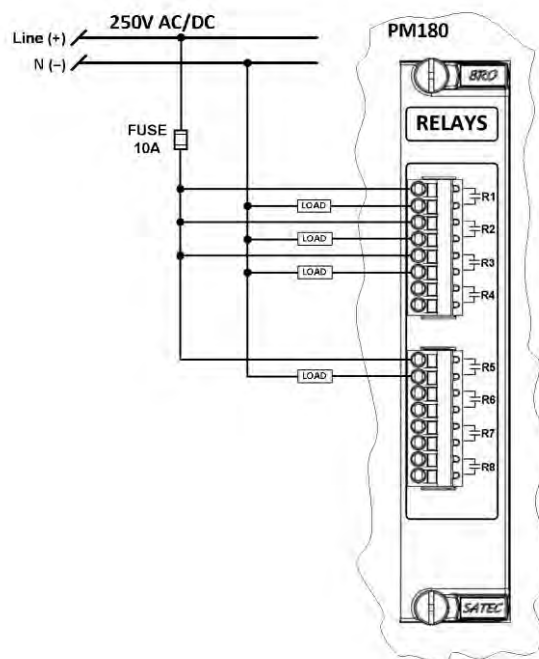 250V AC/DC
Line (+)
N (–)
FUSE
10A
LOAD
LOAD
LOAD
LOAD
PM180
8RO
RELAYS
R1
R2
R3
R4
R5
R6
R7
R8
SATEC